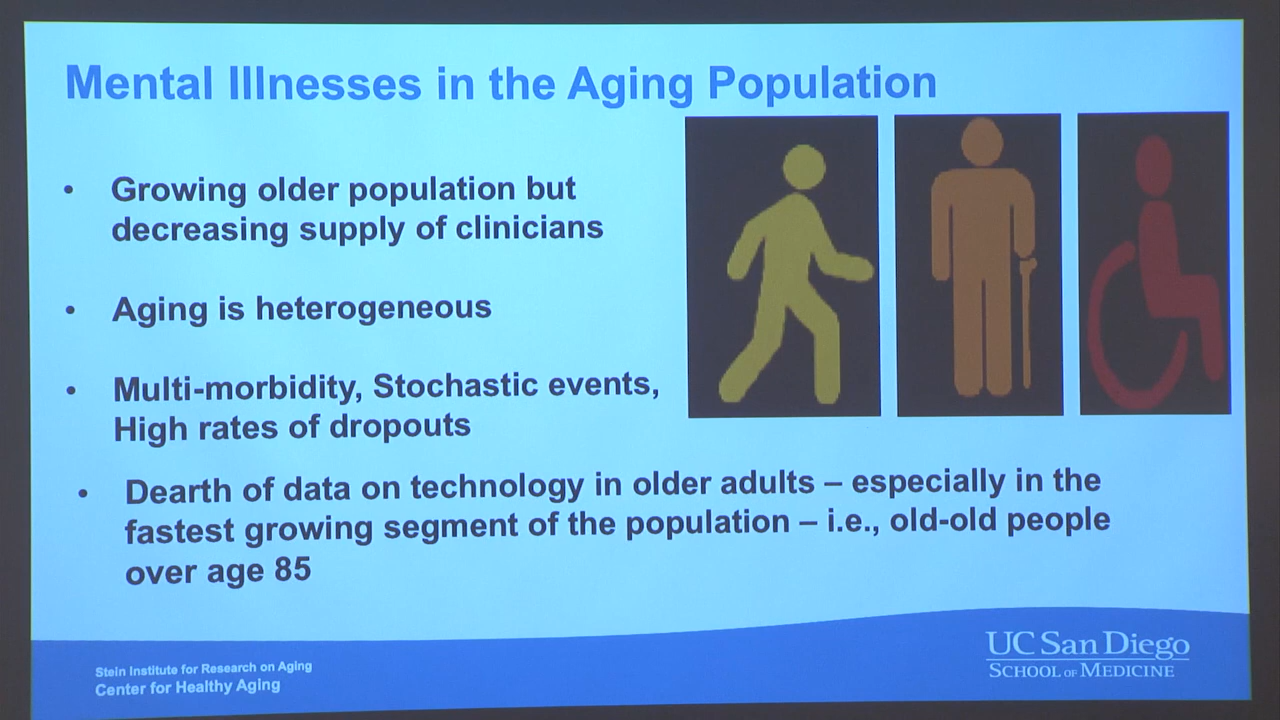 Mental Illnesses in the Aging Population
• Growing older population but
decreasing supply of clinicians
• Aging is heterogeneous
• Multi-morbidity, Stochastic events,
High rates of dropouts
• Dearth of data on technology in older adults – especially in the
fastest growing segment of the population – i.e., old-old people
over age 85
Stein Institute for Research on Aging
Center for Healthy Aging
UC San Diego
SCHOOL OF MEDICINE